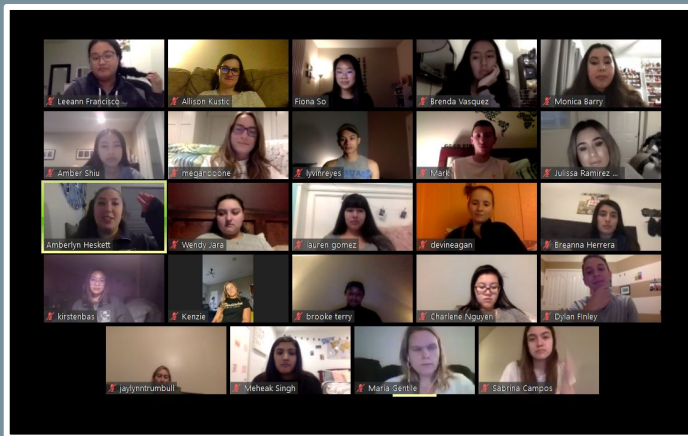 Leeann Francisco
Allison Kustic
Fiona So
Brenda Vasquez
Monica Barry
Amber Shiu
meganboone
lyvinreyes
Mark
Julissa Ramirez ...
Amberlyn Heskett
Wendy Jara
lauren gomez
devineagan
Breanna Herrera
kirstenbas
Kenzie
brooke terry
Charlene Nguyen
Dylan Finley
jaylynntrumbull
Meheak Singh
Maria Gentile
Sabrina Campos